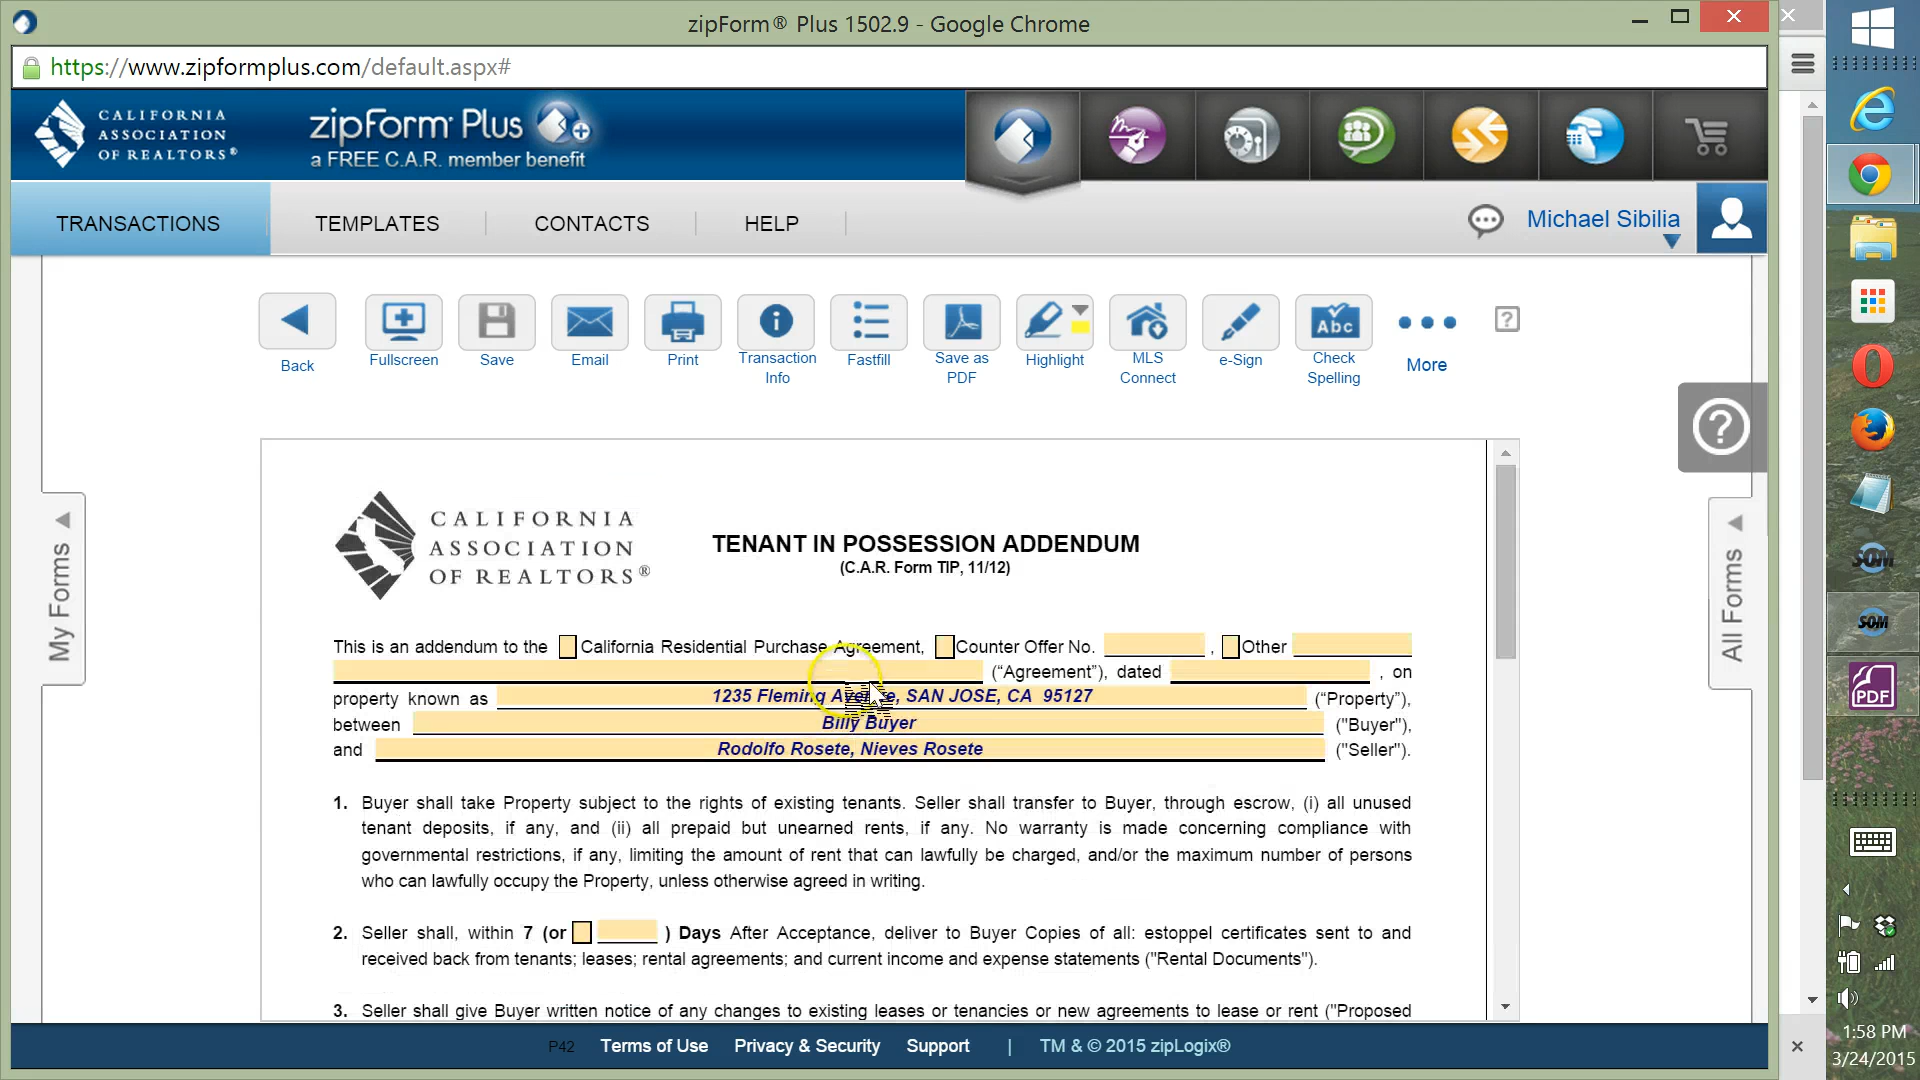 zipForm® Plus 1502.9 - Google Chrome
https://www.zipformplus.com/default.aspx#
CALIFORNIA
ASSOCIATION
OF REALTORS®
zipForm® Plus
a FREE C.A.R. member benefit
TRANSACTIONS
TEMPLATES
CONTACTS
HELP
Michael Sibilia
Back
Fullscreen
Save
Email
Print
Transaction
Info
Fastfill
Save as
PDF
Highlight
MLS
Connect
e-Sign
Abc
Check
Spelling
More
?
?
My Forms
All Forms
CALIFORNIA
ASSOCIATION
OF REALTORS®
TENANT IN POSSESSION ADDENDUM
(C.A.R. Form TIP, 11/12)
This is an addendum to the California Residential Purchase Agreement, Counter Offer No. , Other
(“Agreement”), dated , on
property known as 1235 Fleming Avenue, SAN JOSE, CA 95127 (“Property”),
between Billy Buyer ("Buyer"),
and Rodolfo Rosete, Nieves Rosete ("Seller").
1. Buyer shall take Property subject to the rights of existing tenants. Seller shall transfer to Buyer, through escrow, (i) all unused
tenant deposits, if any, and (ii) all prepaid but unearned rents, if any. No warranty is made concerning compliance with
governmental restrictions, if any, limiting the amount of rent that can lawfully be charged, and/or the maximum number of persons
who can lawfully occupy the Property, unless otherwise agreed in writing.
2. Seller shall, within 7 (or ) Days After Acceptance, deliver to Buyer Copies of all: estoppel certificates sent to and
received back from tenants; leases; rental agreements; and current income and expense statements ("Rental Documents").
3. Seller shall give Buyer written notice of any changes to existing leases or tenancies or new agreements to lease or rent ("Proposed
P42
Terms of Use
Privacy & Security
Support
|
TM & © 2015 zipLogix®
SOM
SOM
PDF
1:58 PM
3/24/2015